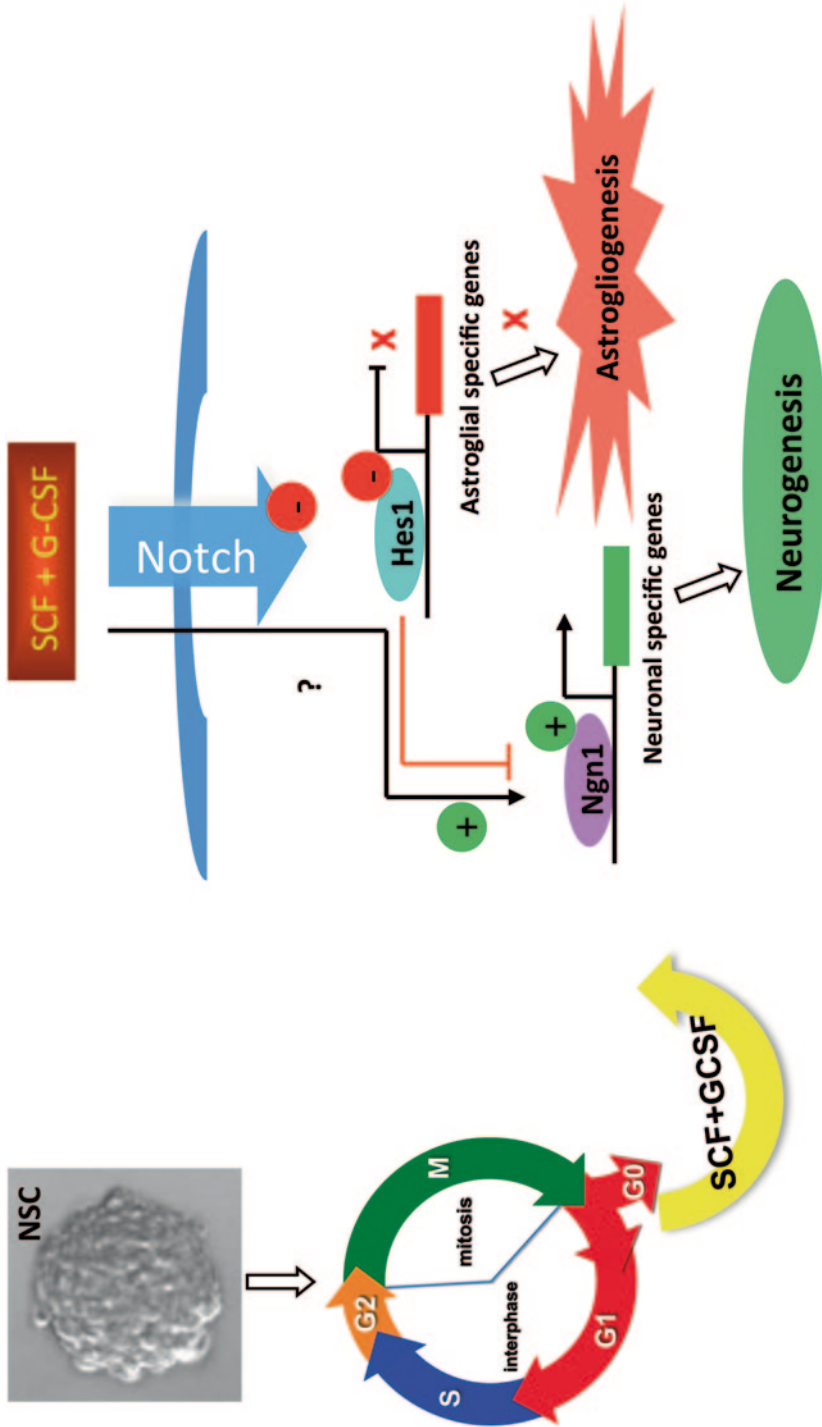 NSC
G2
M
S
mitosis
interphase
G1
G0
SCF+GCSF
SCF + G-CSF
Notch
-
?
Hes1
-
X
Astroglial specific genes
X
+
Ngn1
+
Astrogliogenesis
Neuronal specific genes
Neurogenesis